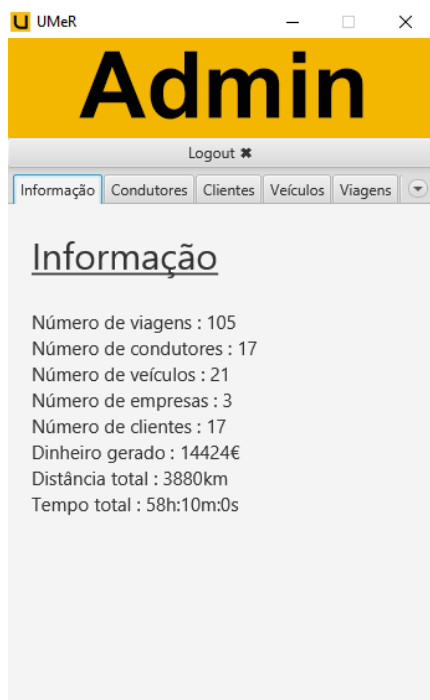 UMeR
Admin
Logout ✖
Informação Condutores Clientes Veículos Viagens
Informação
Número de viagens : 105
Número de condutores : 17
Número de veículos : 21
Número de empresas : 3
Número de clientes : 17
Dinheiro gerado : 14424€
Distância total : 3880km
Tempo total : 58h:10m:0s